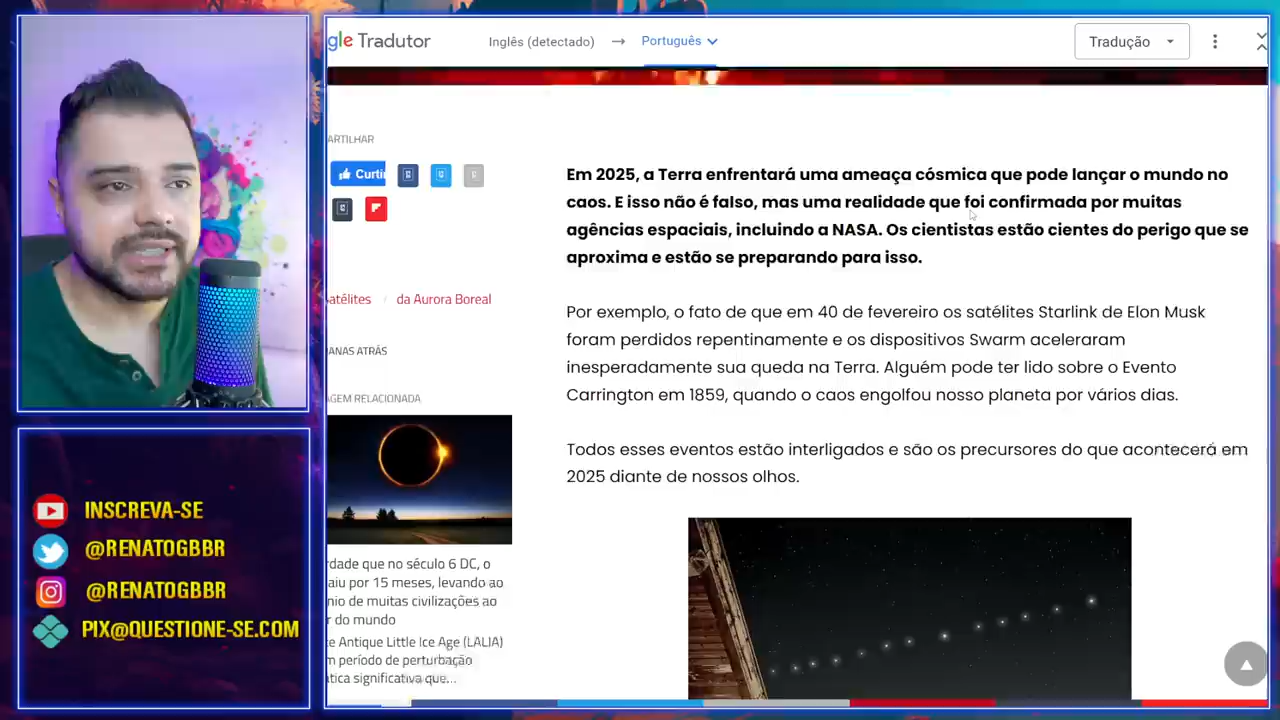 gle Tradutor
Inglês (detectado) → Português
Tradução
ARTILHAR
Curti
Em 2025, a Terra enfrentará uma ameaça cósmica que pode lançar o mundo no
caos. E isso não é falso, mas uma realidade que foi confirmada por muitas
agências espaciais, incluindo a NASA. Os cientistas estão cientes do perigo que se
aproxima e estão se preparando para isso.
atélites / da Aurora Boreal
Por exemplo, o fato de que em 40 de fevereiro os satélites Starlink de Elon Musk
foram perdidos repentinamente e os dispositivos Swarm aceleraram
inesperadamente sua queda na Terra. Alguém pode ter lido sobre o Evento
Carrington em 1859, quando o caos engolfou nosso planeta por vários dias.
ANAS ATRÁS
AGEM RELACIONADA
Todos esses eventos estão interligados e são os precursores do que acontecerá em
2025 diante de nossos olhos.
rdade que no século 6 DC, o
aiu por 15 meses, levando ao
nio de muitas civilizações ao
r do mundo
e Antique Little Ice Age (LALIA)
m período de perturbação
ática significativa que...
INSCREVA-SE
@RENATOGBBR
@RENATOGBBR
PIX@QUESTIONE-SE.COM